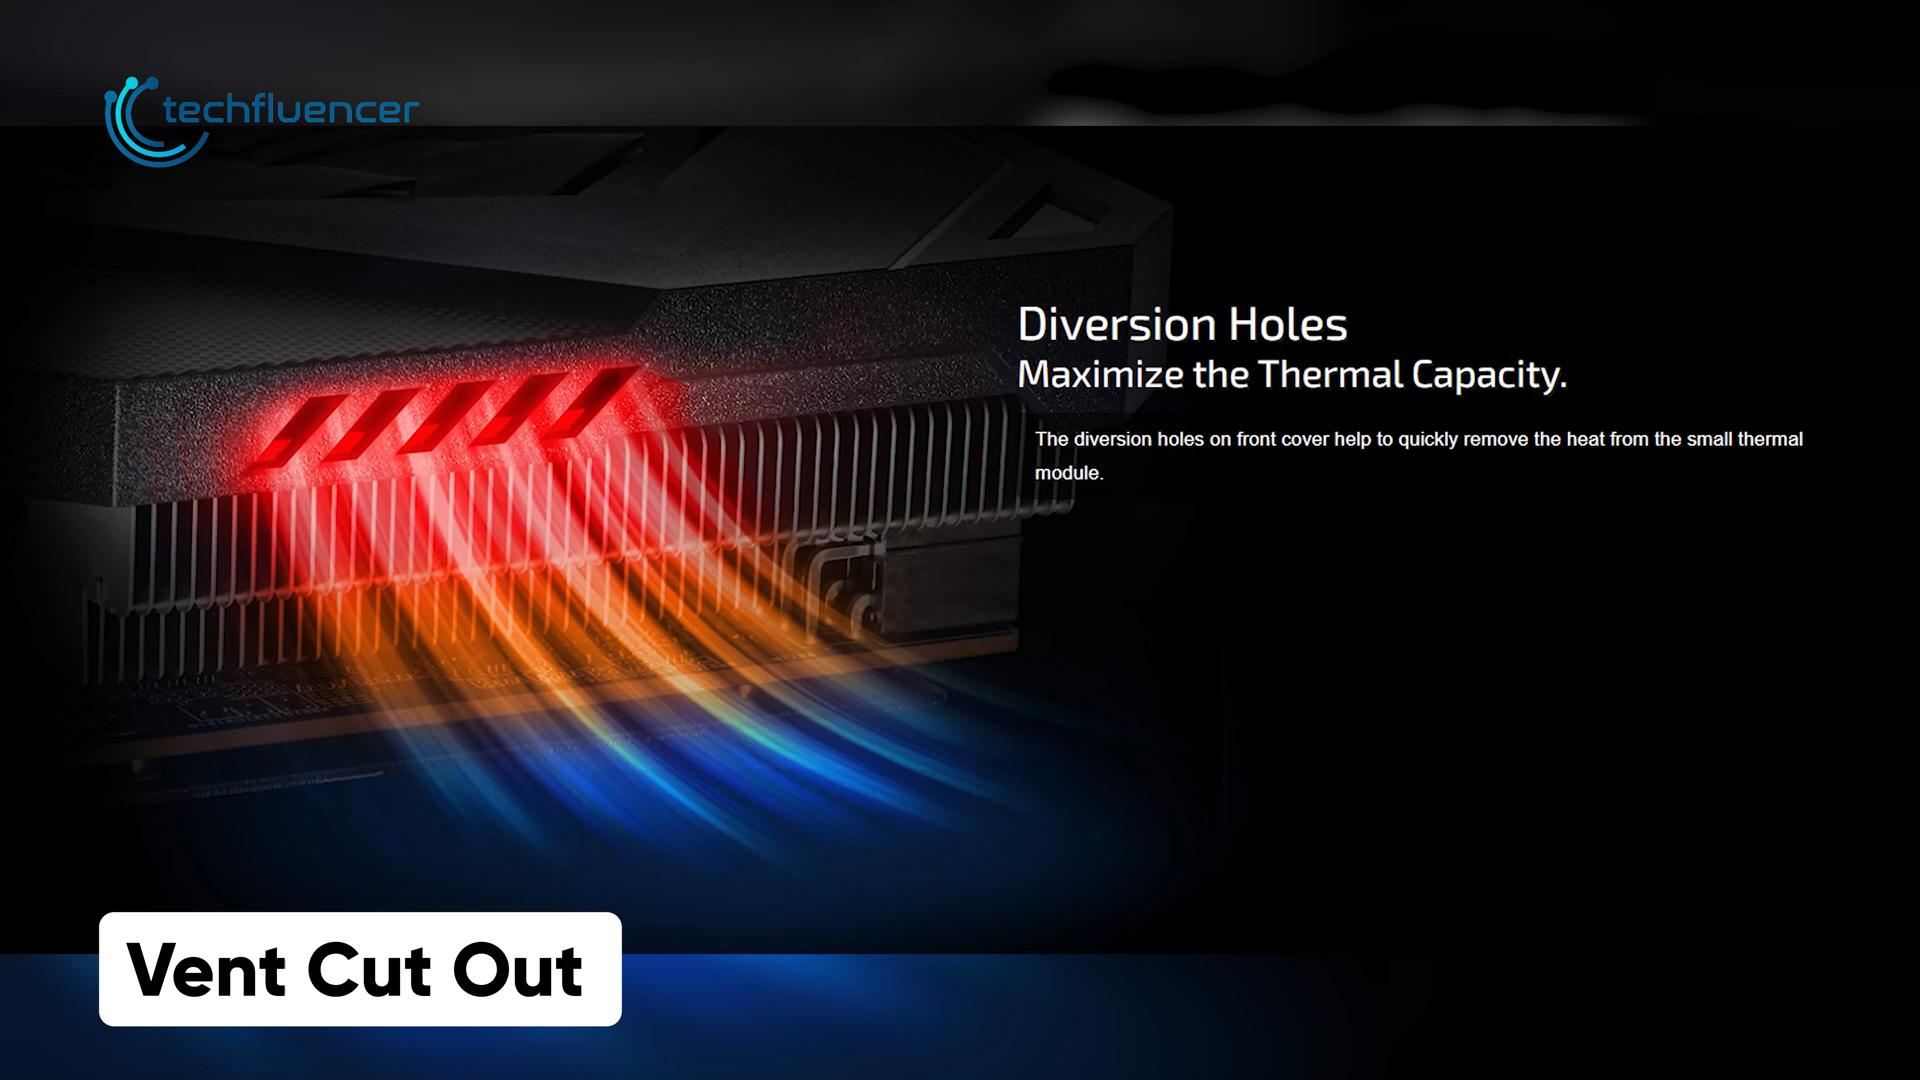 techfluencer
Diversion Holes
Maximize the Thermal Capacity.
The diversion holes on front cover help to quickly remove the heat from the small thermal
module.
Vent Cut Out